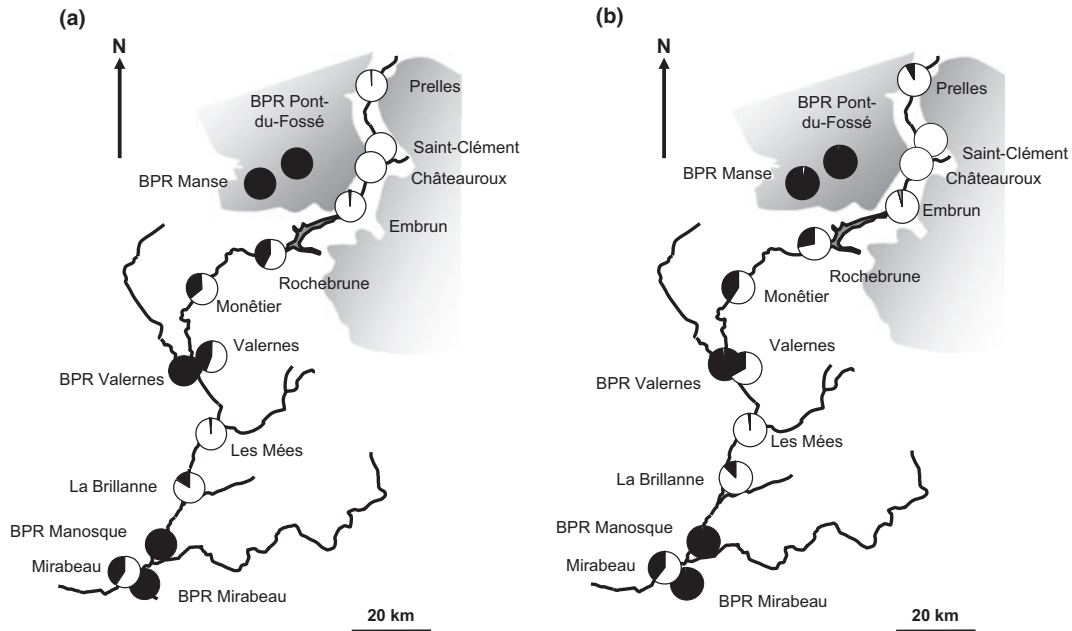 (a)
N
BPR Pont-
du-Fossé
Prelles
Saint-Clément
BPR Manse
Châteauroux
Embrun
Rochebrune
Monêtier
Valernes
BPR Valernes
Les Mées
La Brillanne
BPR Manosque
Mirabeau
BPR Mirabeau
20 km
(b)
N
BPR Pont-
du-Fossé
Prelles
Saint-Clément
BPR Manse
Châteauroux
Embrun
Rochebrune
Monêtier
Valernes
BPR Valernes
Les Mées
La Brillanne
BPR Manosque
Mirabeau
BPR Mirabeau
20 km